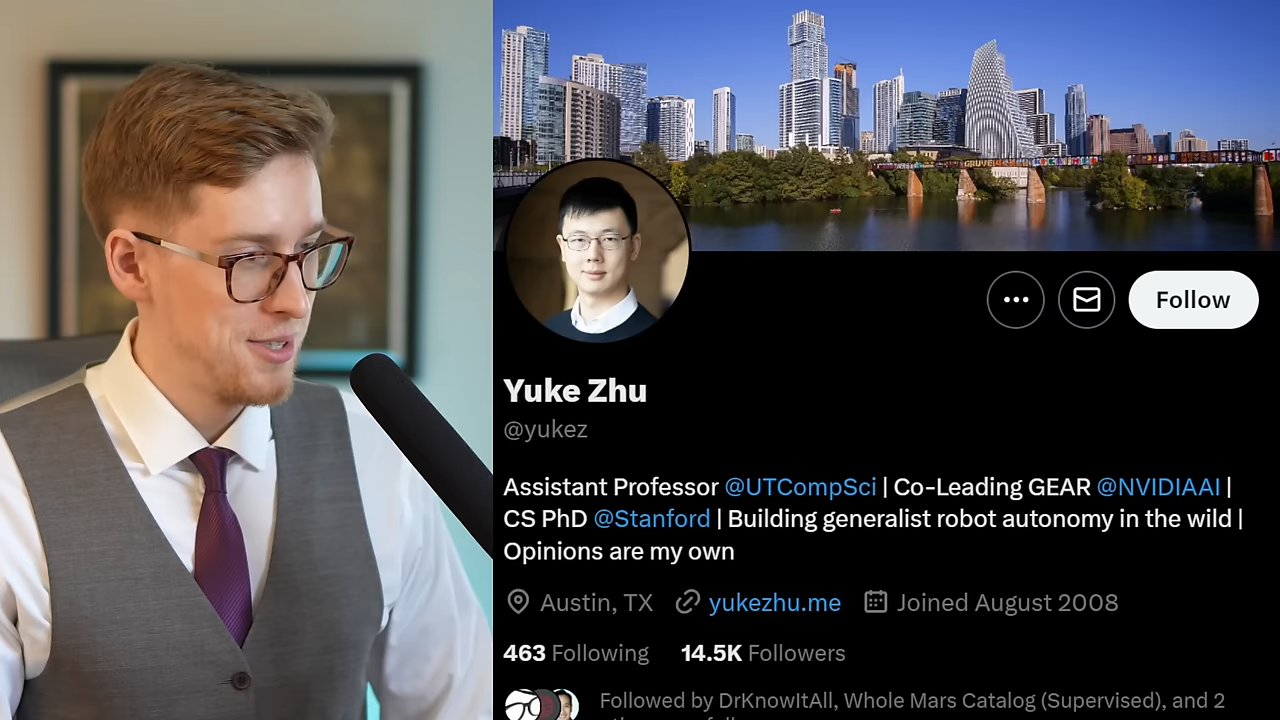 Follow
Yuke Zhu
@yukez
Assistant Professor @UTCompSci | Co-Leading GEAR @NVIDIAAI |
CS PhD @Stanford | Building generalist robot autonomy in the wild |
Opinions are my own
Austin, TX yukezhu.me Joined August 2008
463 Following 14.5K Followers
Followed by DrKnowItAll, Whole Mars Catalog (Supervised), and 2